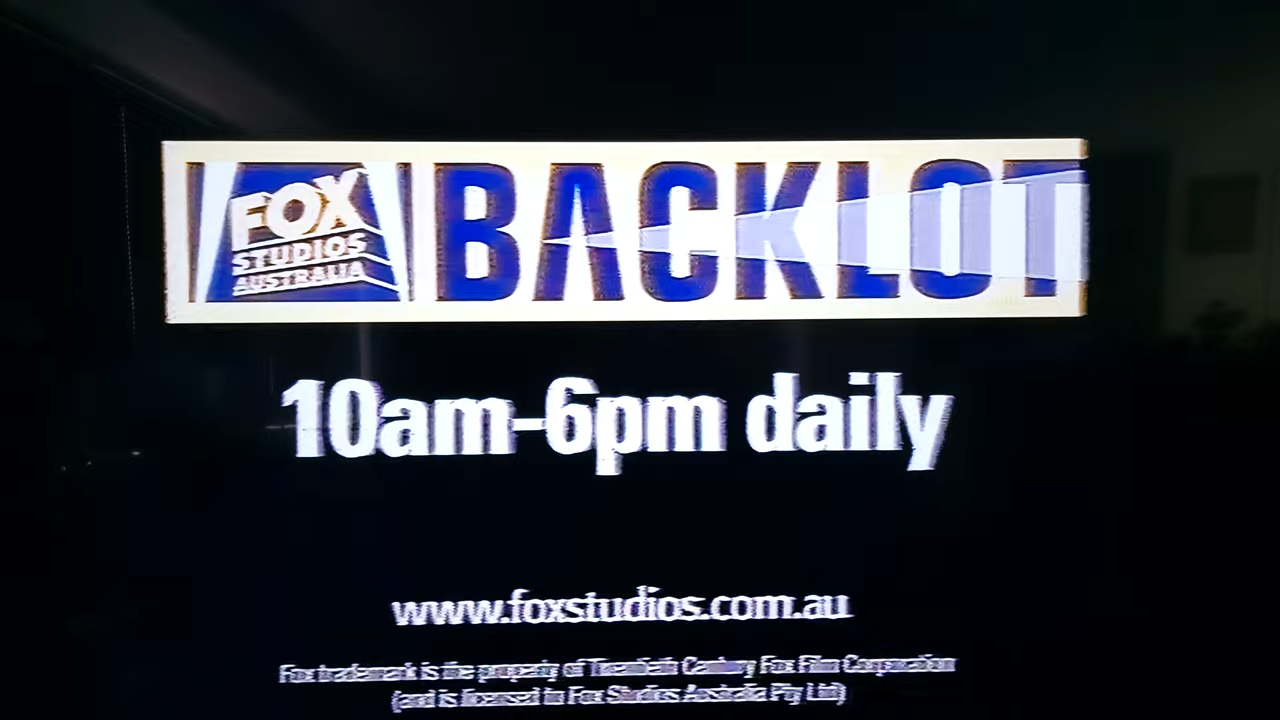 FOX
STUDIOS
AUSTRALIA
BACKLOT
10am-6pm daily
www.foxstudios.com.au
Fox trademark is the property of Twentieth Century Fox Film Corporation
(and is licensed to Fox Studios Australia Pty Ltd)